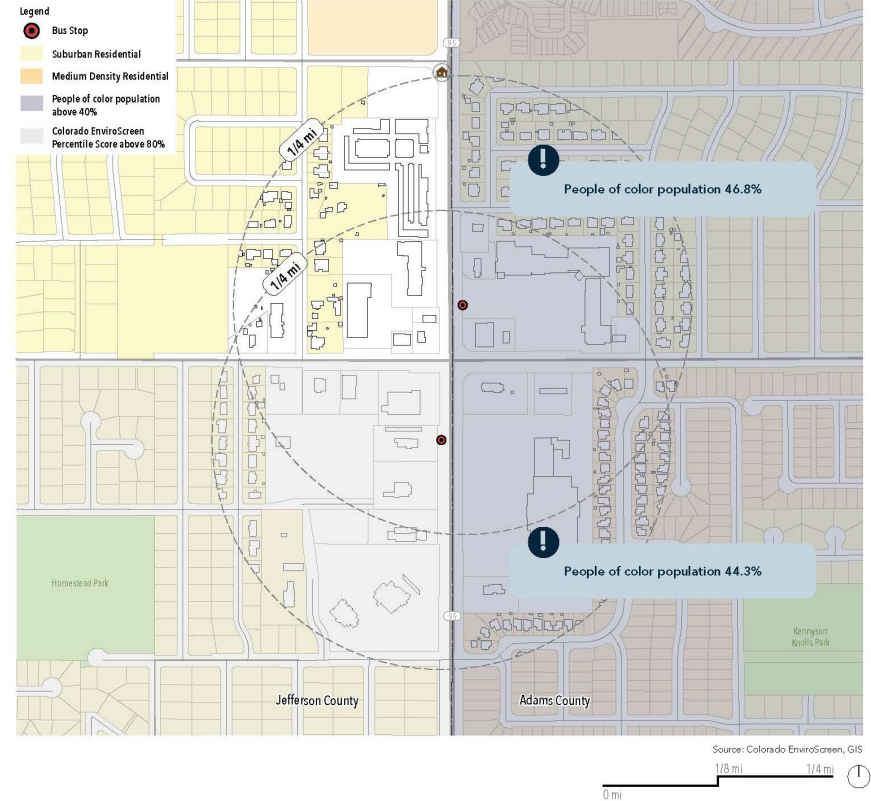 Legend
Bus Stop
Suburban Residential
Medium Density Residential
People of color population
above 40%
Colorado EnviroScreen
Percentile Score above 80%
95
1/4 mi
People of color population 46.8%
1/4 mi
People of color population 44.3%
Homestead Park
95
Kennyson
Knolls Park
Jefferson County
Adams County
Source: Colorado EnviroScreen, GIS
1/8 mi
1/4 mi
0 mi